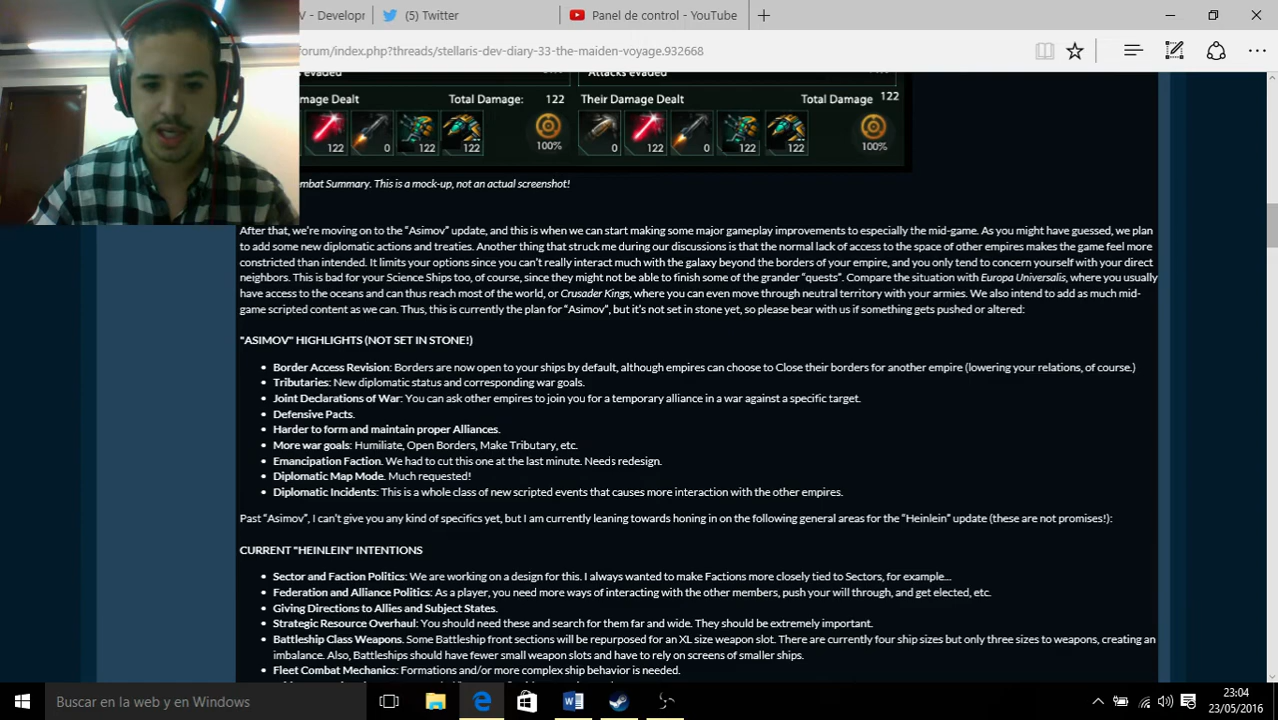 V - Developr (5) Twitter Panel de control - YouTube
forum/index.php?threads/stellaris-dev-diary-33-the-maiden-voyage.932668
Attacks evaded
mage Dealt Total Damage: 122 Their Damage Dealt Total Damage 122
122 0 122 122 100% 0 122 0 122 122 100%
mbat Summary. This is a mock-up, not an actual screenshot!
After that, we're moving on to the "Asimov" update, and this is when we can start making some major gameplay improvements to especially the mid-game. As you might have guessed, we plan
to add some new diplomatic actions and treaties. Another thing that struck me during our discussions is that the normal lack of access to the space of other empires makes the game feel more
constricted than intended. It limits your options since you can't really interact much with the galaxy beyond the borders of your empire, and you only tend to concern yourself with your direct
neighbors. This is bad for your Science Ships too, of course, since they might not be able to finish some of the grander "quests". Compare the situation with Europa Universalis, where you usually
have access to the oceans and can thus reach most of the world, or Crusader Kings, where you can even move through neutral territory with your armies. We also intend to add as much mid-
game scripted content as we can. Thus, this is currently the plan for "Asimov", but it's not set in stone yet, so please bear with us if something gets pushed or altered:
"ASIMOV" HIGHLIGHTS (NOT SET IN STONE!)
• Border Access Revision: Borders are now open to your ships by default, although empires can choose to Close their borders for another empire (lowering your relations, of course.)
• Tributaries: New diplomatic status and corresponding war goals.
• Joint Declarations of War: You can ask other empires to join you for a temporary alliance in a war against a specific target.
• Defensive Pacts.
• Harder to form and maintain proper Alliances.
• More war goals: Humiliate, Open Borders, Make Tributary, etc.
• Emancipation Faction. We had to cut this one at the last minute. Needs redesign.
• Diplomatic Map Mode. Much requested!
• Diplomatic Incidents: This is a whole class of new scripted events that causes more interaction with the other empires.
Past "Asimov", I can't give you any kind of specifics yet, but I am currently leaning towards honing in on the following general areas for the "Heinlein" update (these are not promises!):
CURRENT "HEINLEIN" INTENTIONS
• Sector and Faction Politics: We are working on a design for this. I always wanted to make Factions more closely tied to Sectors, for example...
• Federation and Alliance Politics: As a player, you need more ways of interacting with the other members, push your will through, and get elected, etc.
• Giving Directions to Allies and Subject States.
• Strategic Resource Overhaul: You should need these and search for them far and wide. They should be extremely important.
• Battleship Class Weapons. Some Battleship front sections will be repurposed for an XL size weapon slot. There are currently four ship sizes but only three sizes to weapons, creating an
imbalance. Also, Battleships should have fewer small weapon slots and have to rely on screens of smaller ships.
• Fleet Combat Mechanics: Formations and/or more complex ship behavior is needed.
Buscar en la web y en Windows
23:04
23/05/2016